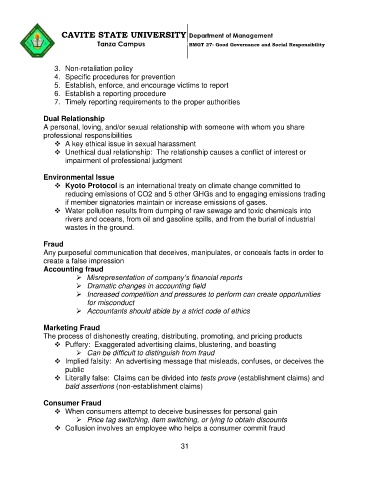 CAVITE STATE UNIVERSITY Department of Management
Tanza Campus BMGT 27- Good Governance and Social Responsibility
3. Non-retaliation policy
4. Specific procedures for prevention
5. Establish, enforce, and encourage victims to report
6. Establish a reporting procedure
7. Timely reporting requirements to the proper authorities
Dual Relationship
A personal, loving, and/or sexual relationship with someone with whom you share
professional responsibilities
❖ A key ethical issue in sexual harassment
❖ Unethical dual relationship: The relationship causes a conflict of interest or
impairment of professional judgment
Environmental Issue
❖ Kyoto Protocol is an international treaty on climate change committed to
reducing emissions of CO2 and 5 other GHGs and to engaging emissions trading
if member signatories maintain or increase emissions of gases.
❖ Water pollution results from dumping of raw sewage and toxic chemicals into
rivers and oceans, from oil and gasoline spills, and from the burial of industrial
wastes in the ground.
Fraud
Any purposeful communication that deceives, manipulates, or conceals facts in order to
create a false impression
Accounting fraud
➢ Misrepresentation of company's financial reports
➢ Dramatic changes in accounting field
➢ Increased competition and pressures to perform can create opportunities
for misconduct
➢ Accountants should abide by a strict code of ethics
Marketing Fraud
The process of dishonestly creating, distributing, promoting, and pricing products
❖ Puffery: Exaggerated advertising claims, blustering, and boasting
➢ Can be difficult to distinguish from fraud
❖ Implied falsity: An advertising message that misleads, confuses, or deceives the
public
❖ Literally false: Claims can be divided into tests prove (establishment claims) and
bald assertions (non-establishment claims)
Consumer Fraud
❖ When consumers attempt to deceive businesses for personal gain
➢ Price tag switching, item switching, or lying to obtain discounts
❖ Collusion involves an employee who helps a consumer commit fraud
31